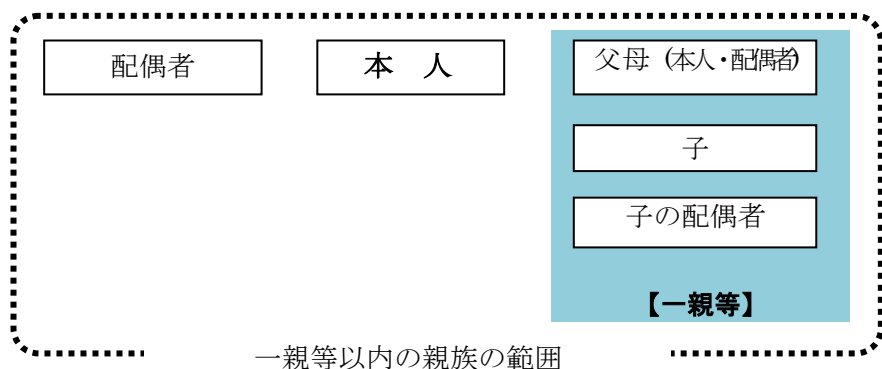 配偶者
本 人
父母（本人・配偶者）
子
子の配偶者
【一親等】
一親等以内の親族の範囲